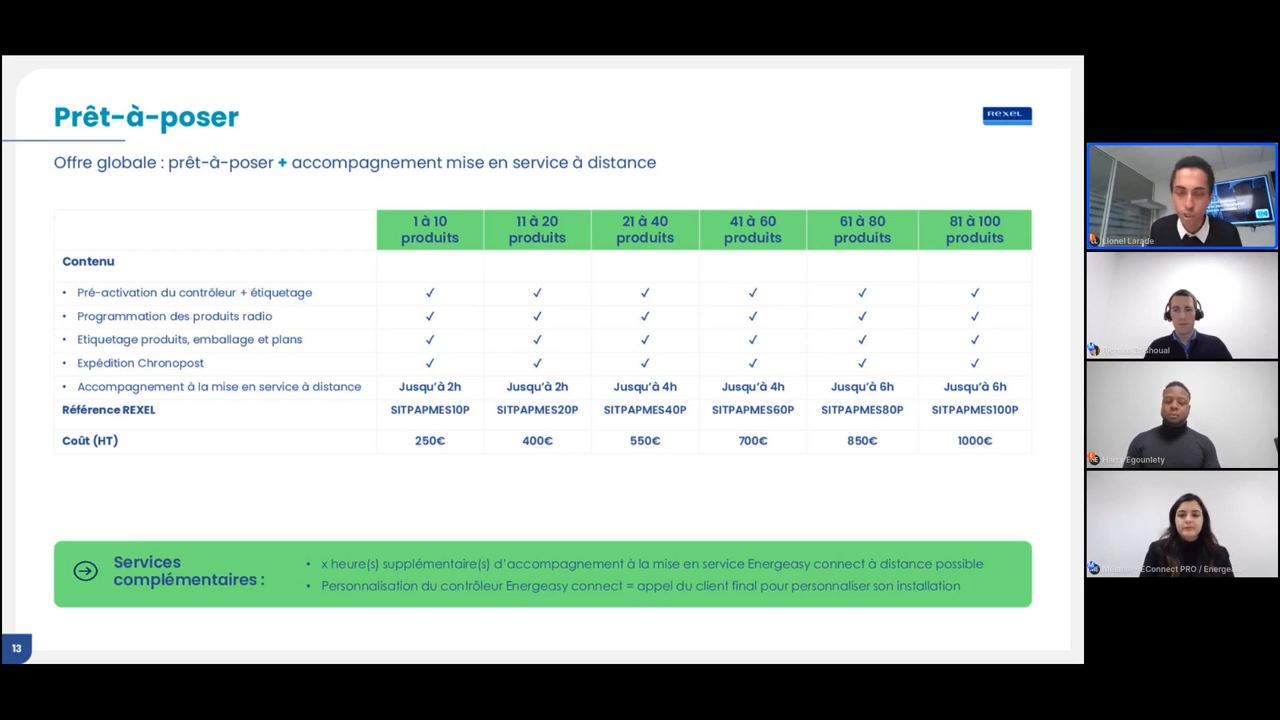 Prêt-à-poser
REXEL
Offre globale : prêt-à-poser + accompagnement mise en service à distance
1 à 10 produits
11 à 20 produits
21 à 40 produits
41 à 60 produits
61 à 80 produits
81 à 100 produits
Contenu
• Pré-activation du contrôleur + étiquetage ✓ ✓ ✓ ✓ ✓ ✓
• Programmation des produits radio ✓ ✓ ✓ ✓ ✓ ✓
• Etiquetage produits, emballage et plans ✓ ✓ ✓ ✓ ✓ ✓
• Expédition Chronopost ✓ ✓ ✓ ✓ ✓ ✓
• Accompagnement à la mise en service à distance Jusqu'à 2h Jusqu'à 2h Jusqu'à 4h Jusqu'à 4h Jusqu'à 6h Jusqu'à 6h
Référence REXEL SITPAPMES10P SITPAPMES20P SITPAPMES40P SITPAPMES60P SITPAPMES80P SITPAPMES100P
Coût (HT) 250€ 400€ 550€ 700€ 850€ 1000€
Services
complémentaires :
• x heure(s) supplémentaire(s) d'accompagnement à la mise en service Energeasy connect à distance possible
• Personnalisation du contrôleur Energeasy connect = appel du client final pour personnaliser son installation
13
Lionel Larade
Egounlety
EConnect PRO /